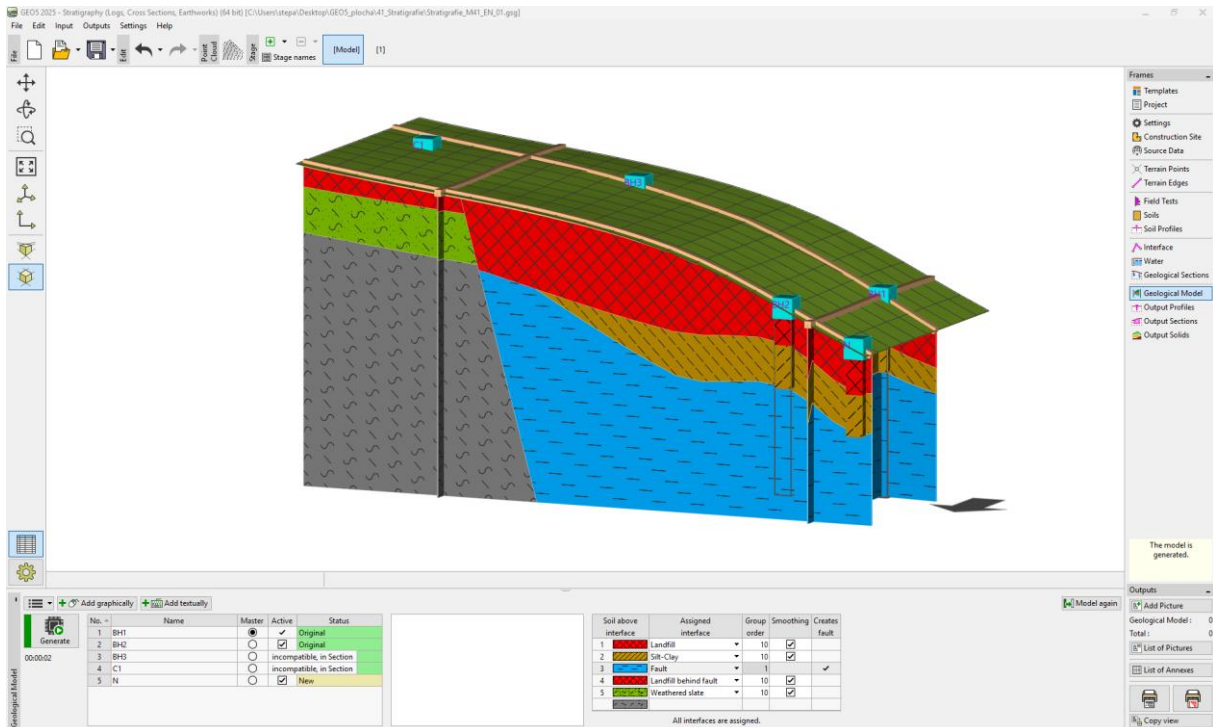 GEO5 2025 - Stratigraphy (Logs, Cross Sections, Earthworks) (64 bit) [C:\Users\stepa\Desktop\GEO5_plocha\41_Stratigrafie\Stratigrafie_M41_EN_01.gsg]
File Edit Input Outputs Settings Help
File
Edit
Point Cloud
Stage
Stage names
[Model]
[1]
Frames
Templates
Project
Settings
Construction Site
Source Data
Terrain Points
Terrain Edges
Field Tests
Soils
Soil Profiles
Interface
Water
Geological Sections
Geological Model
Output Profiles
Output Sections
Output Solids
C1
BH3
BH2
BH1
N
The model is
generated.
Outputs
Add Picture
Geological Model : 0
Total : 0
List of Pictures
List of Annexes
Copy view
Geological Model
Add graphically Add textually
Model again
Generate
00:00:02
No. Name Master Active Status
1 BH1 Original
2 BH2 Original
3 BH3 incompatible, in Section
4 C1 incompatible, in Section
5 N New
Soil above Assigned Group Smoothing Creates
interface interface order fault
1 Landfill 10
2 Silt-Clay 10
3 Fault 1
4 Landfill behind fault 10
5 Weathered slate 10
All interfaces are assigned.